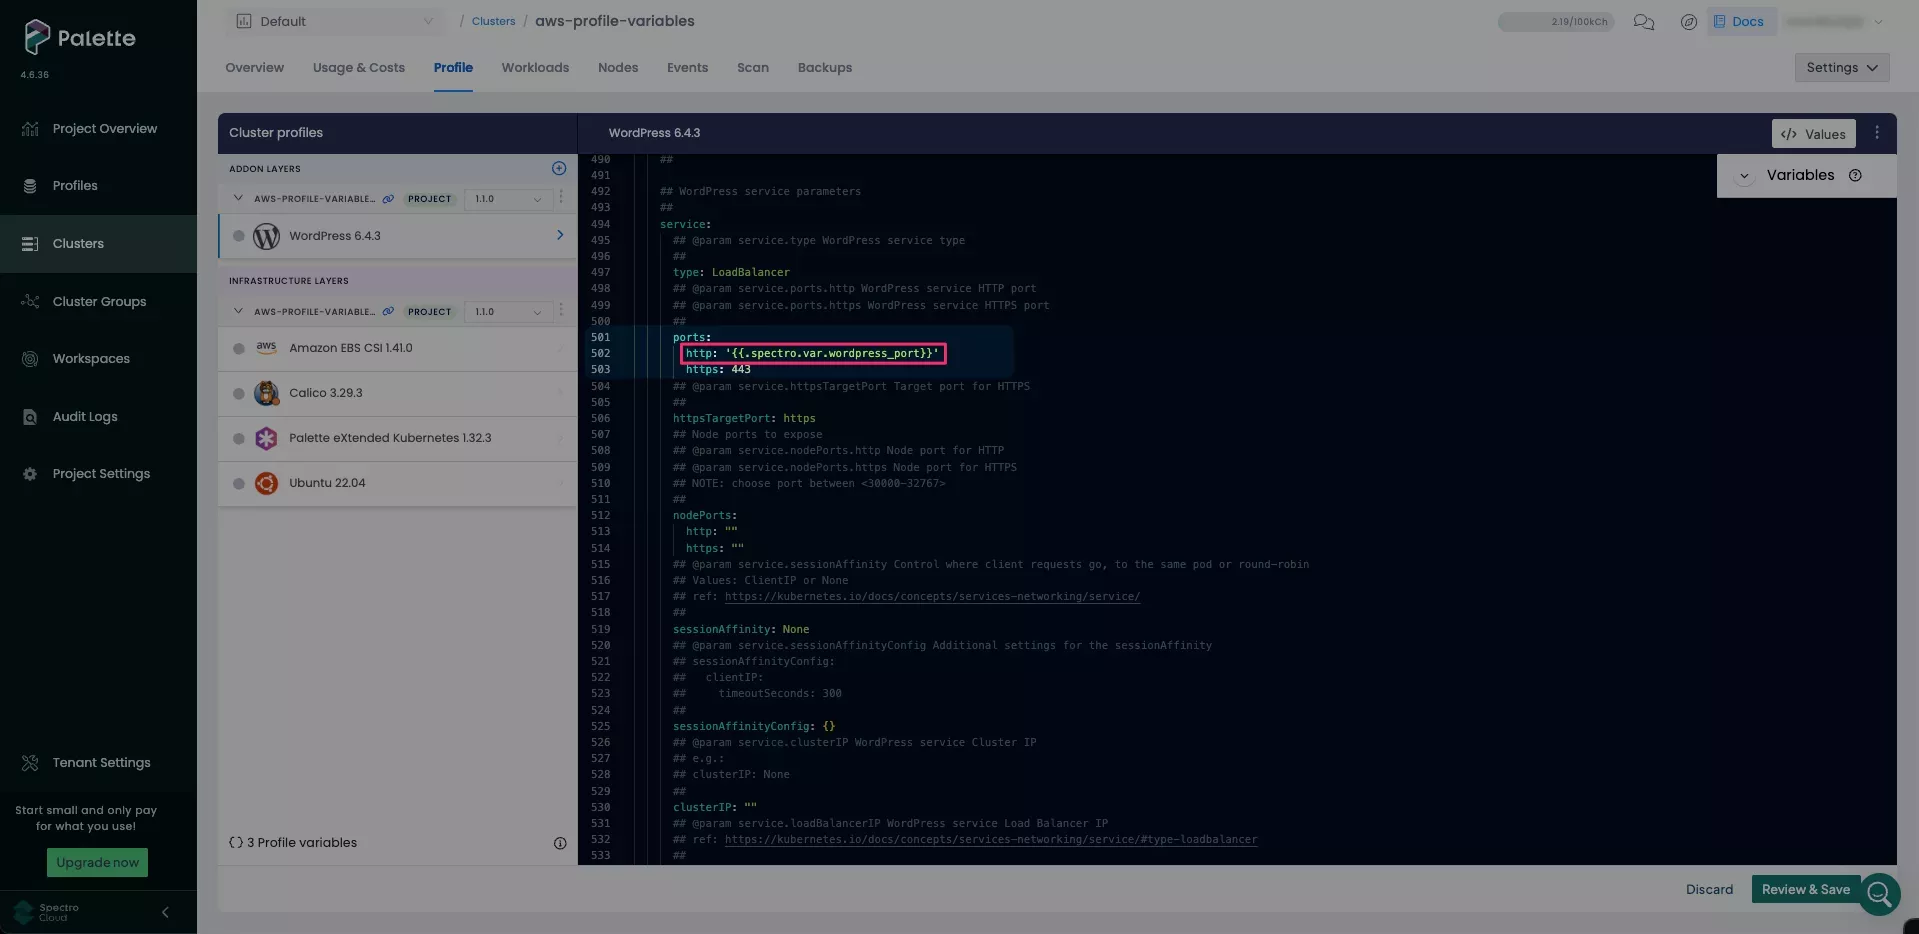 Palette
4.6.36
Project Overview
Profiles
Clusters
Cluster Groups
Workspaces
Audit Logs
Project Settings
Tenant Settings
Start small and only pay
for what you use!
Upgrade now
Spectro
Cloud
Default
/ Clusters / aws-profile-variables
2.19/100kCh
Docs
Overview
Usage & Costs
Profile
Workloads
Nodes
Events
Scan
Backups
Settings
Cluster profiles
ADDON LAYERS
AWS-PROFILE-VARIABLE... PROJECT 1.1.0
WordPress 6.4.3
INFRASTRUCTURE LAYERS
AWS-PROFILE-VARIABLE... PROJECT 1.1.0
aws Amazon EBS CSI 1.41.0
Calico 3.29.3
Palette eXtended Kubernetes 1.32.3
Ubuntu 22.04
{} 3 Profile variables
WordPress 6.4.3
</> Values
Variables
490 ##
491
492 ## WordPress service parameters
493 ##
494 service:
495 ## @param service.type WordPress service type
496 ##
497 type: LoadBalancer
498 ## @param service.ports.http WordPress service HTTP port
499 ## @param service.ports.https WordPress service HTTPS port
500 ##
501 ports:
502 http: '{{.spectro.var.wordpress_port}}'
503 https: 443
504 ## @param service.httpsTargetPort Target port for HTTPS
505 ##
506 httpsTargetPort: https
507 ## Node ports to expose
508 ## @param service.nodePorts.http Node port for HTTP
509 ## @param service.nodePorts.https Node port for HTTPS
510 ## NOTE: choose port between <30000-32767>
511 ##
512 nodePorts:
513 http: ""
514 https: ""
515 ## @param service.sessionAffinity Control where client requests go, to the same pod or round-robin
516 ## Values: ClientIP or None
517 ## ref: https://kubernetes.io/docs/concepts/services-networking/service/
518 ##
519 sessionAffinity: None
520 ## @param service.sessionAffinityConfig Additional settings for the sessionAffinity
521 ## sessionAffinityConfig:
522 ## clientIP:
523 ## timeoutSeconds: 300
524 ##
525 sessionAffinityConfig: {}
526 ## @param service.clusterIP WordPress service Cluster IP
527 ## e.g.:
528 ## clusterIP: None
529 ##
530 clusterIP: ""
531 ## @param service.loadBalancerIP WordPress service Load Balancer IP
532 ## ref: https://kubernetes.io/docs/concepts/services-networking/service/#type-loadbalancer
533 ##
Discard
Review & Save